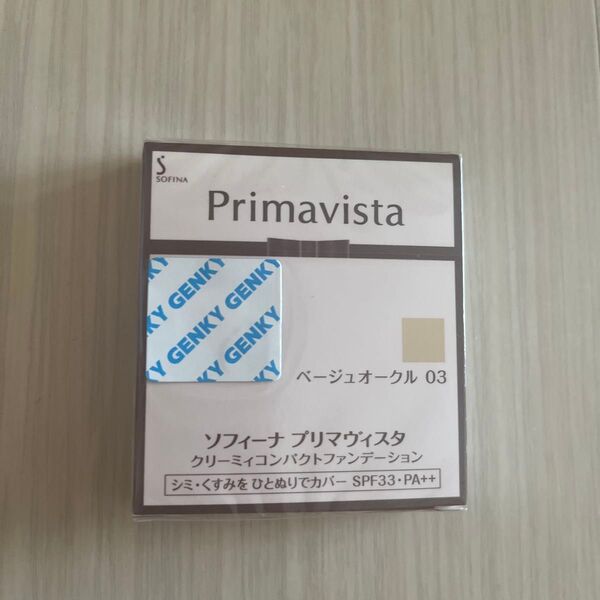 SOFINA
Primavista
GENKY GENKY
GENKY GENKY
GENKY GENKY
ベージュオークル 03
ソフィーナ プリマヴィスタ
クリーミィコンパクトファンデーション
シミ・くすみを ひとぬりでカバー SPF33・PA++